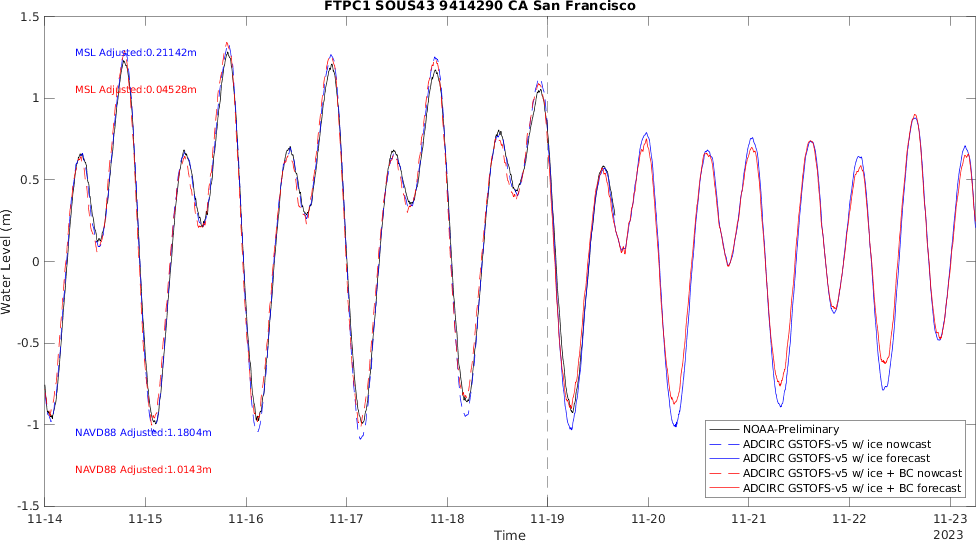 FTPC1 SOUS43 9414290 CA San Francisco
1.5
MSL Adjusted:0.21142m
MSL Adjusted:0.04528m
1
0.5
Water Level (m)
0
-0.5
-1
NAVD88 Adjusted:1.1804m
NAVD88 Adjusted:1.0143m
NOAA-Preliminary
ADCIRC GSTOFS-v5 w/ ice nowcast
ADCIRC GSTOFS-v5 w/ ice forecast
ADCIRC GSTOFS-v5 w/ ice + BC nowcast
ADCIRC GSTOFS-v5 w/ ice + BC forecast
-1.5
11-14 11-15 11-16 11-17 11-18 11-19 11-20 11-21 11-22 11-23
Time
2023